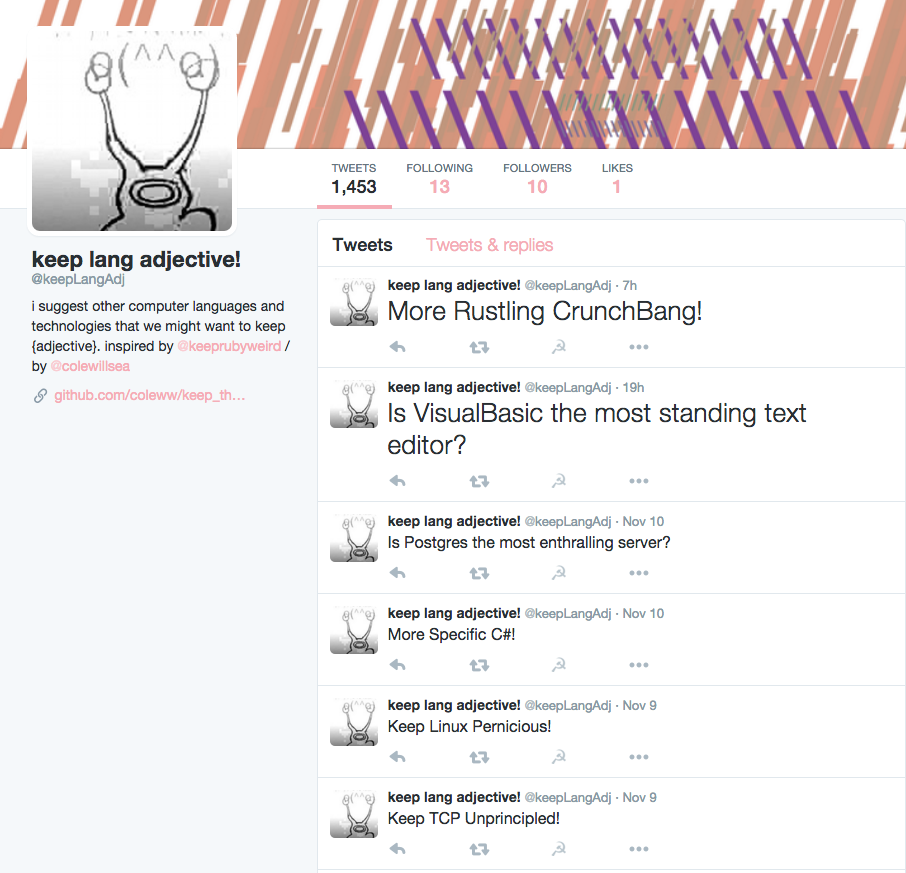 TWEETS
1,453
FOLLOWING
13
FOLLOWERS
10
LIKES
1
keep lang adjective!
@keepLangAdj
i suggest other computer languages and
technologies that we might want to keep
{adjective}. inspired by @keeprubyweird /
by @colewillsea
github.com/coleww/keep_th…
Tweets
Tweets & replies
keep lang adjective! @keepLangAdj · 7h
More Rustling CrunchBang!
keep lang adjective! @keepLangAdj · 19h
Is VisualBasic the most standing text
editor?
keep lang adjective! @keepLangAdj · Nov 10
Is Postgres the most enthralling server?
keep lang adjective! @keepLangAdj · Nov 10
More Specific C#!
keep lang adjective! @keepLangAdj · Nov 9
Keep Linux Pernicious!
keep lang adjective! @keepLangAdj · Nov 9
Keep TCP Unprincipled!